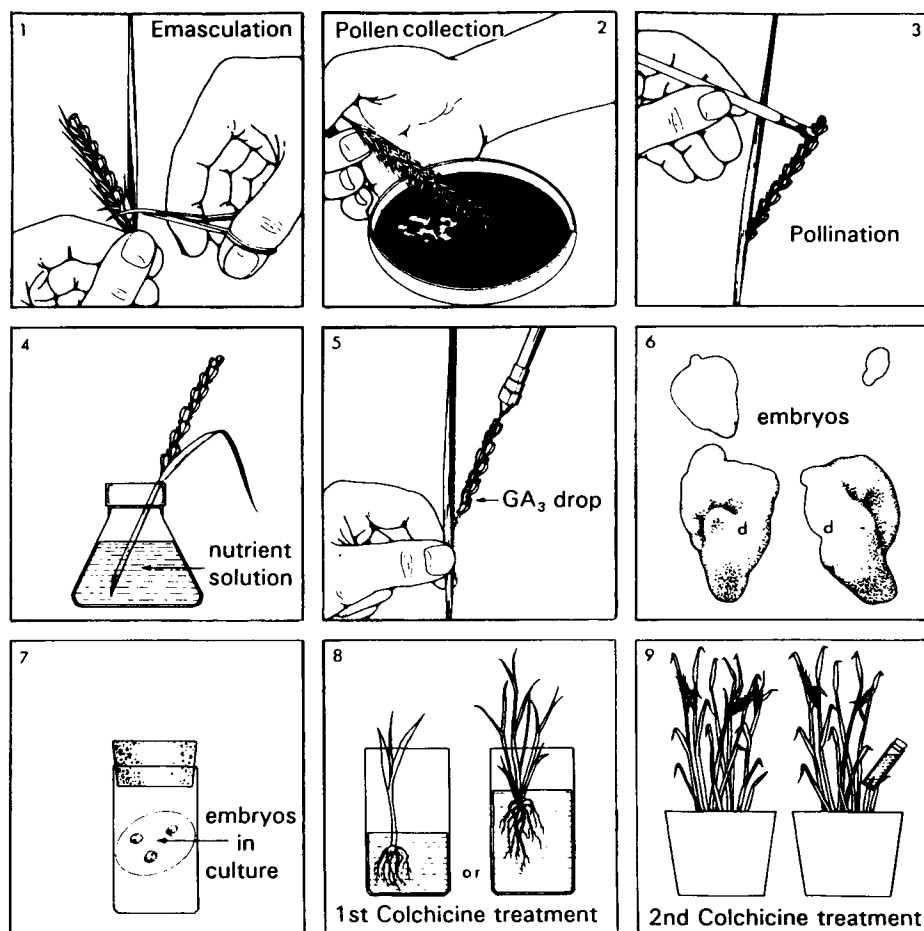 1
Emasculation
Pollen collection
2
3
Pollination
4
nutrient
solution
5
GA₃ drop
6
embryos
d
d
7
embryos
in
culture
8
or
1st Colchicine treatment
9
2nd Colchicine treatment